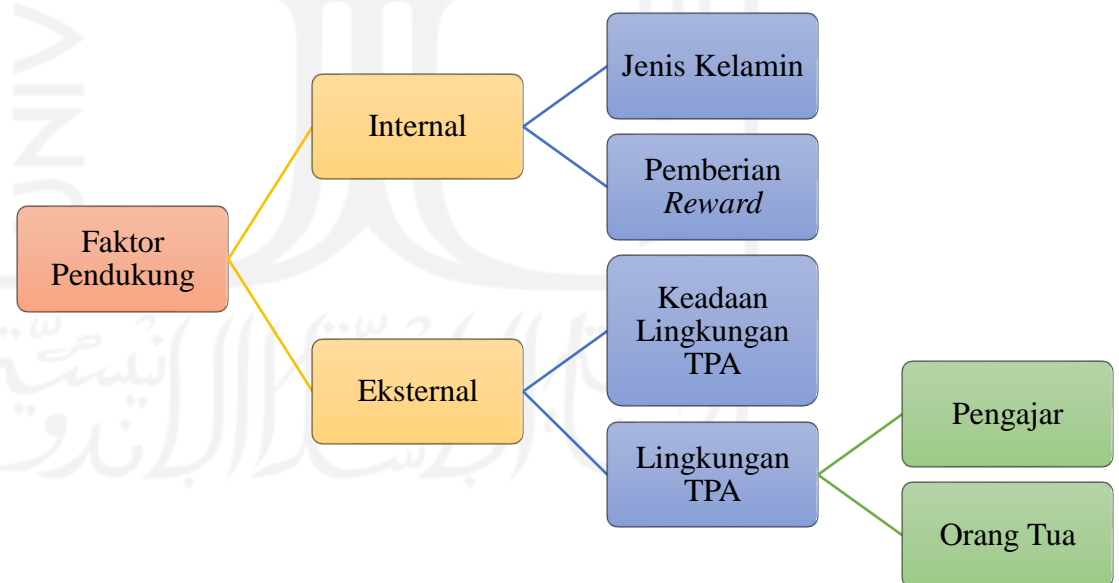 Jenis Kelamin
Internal
Pemberian
Reward
Faktor
Pendukung
Keadaan
Lingkungan
TPA
Eksternal
Lingkungan
TPA
Pengajar
Orang Tua